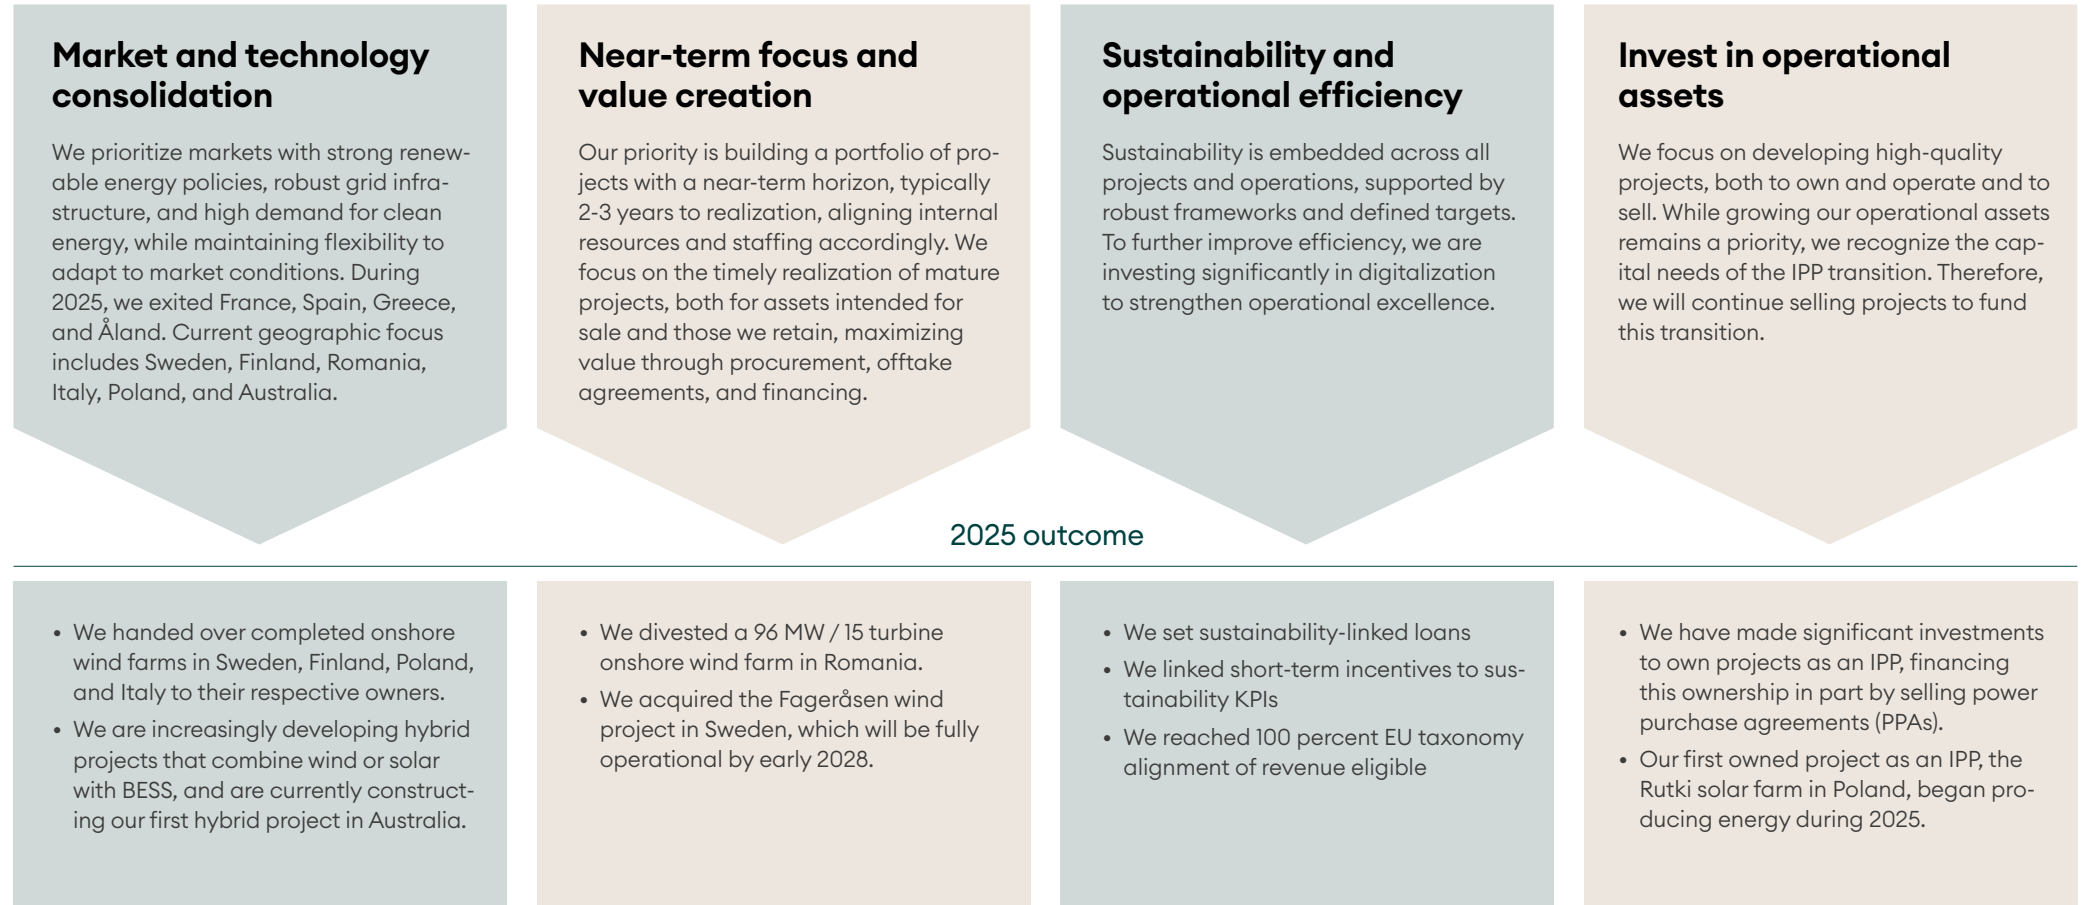 Market and technology
consolidation
We prioritize markets with strong renew-
able energy policies, robust grid infra-
structure, and high demand for clean
energy, while maintaining flexibility to
adapt to market conditions. During
2025, we exited France, Spain, Greece,
and Åland. Current geographic focus
includes Sweden, Finland, Romania,
Italy, Poland, and Australia.
Near-term focus and
value creation
Our priority is building a portfolio of pro-
jects with a near-term horizon, typically
2-3 years to realization, aligning internal
resources and staffing accordingly. We
focus on the timely realization of mature
projects, both for assets intended for
sale and those we retain, maximizing
value through procurement, offtake
agreements, and financing.
Sustainability and
operational efficiency
Sustainability is embedded across all
projects and operations, supported by
robust frameworks and defined targets.
To further improve efficiency, we are
investing significantly in digitalization
to strengthen operational excellence.
Invest in operational
assets
We focus on developing high-quality
projects, both to own and operate and to
sell. While growing our operational assets
remains a priority, we recognize the cap-
ital needs of the IPP transition. Therefore,
we will continue selling projects to fund
this transition.
2025 outcome
• We handed over completed onshore
wind farms in Sweden, Finland, Poland,
and Italy to their respective owners.
• We are increasingly developing hybrid
projects that combine wind or solar
with BESS, and are currently construct-
ing our first hybrid project in Australia.
• We divested a 96 MW / 15 turbine
onshore wind farm in Romania.
• We acquired the Fageråsen wind
project in Sweden, which will be fully
operational by early 2028.
• We set sustainability-linked loans
• We linked short-term incentives to sus-
tainability KPIs
• We reached 100 percent EU taxonomy
alignment of revenue eligible
• We have made significant investments
to own projects as an IPP, financing
this ownership in part by selling power
purchase agreements (PPAs).
• Our first owned project as an IPP, the
Rutki solar farm in Poland, began pro-
ducing energy during 2025.